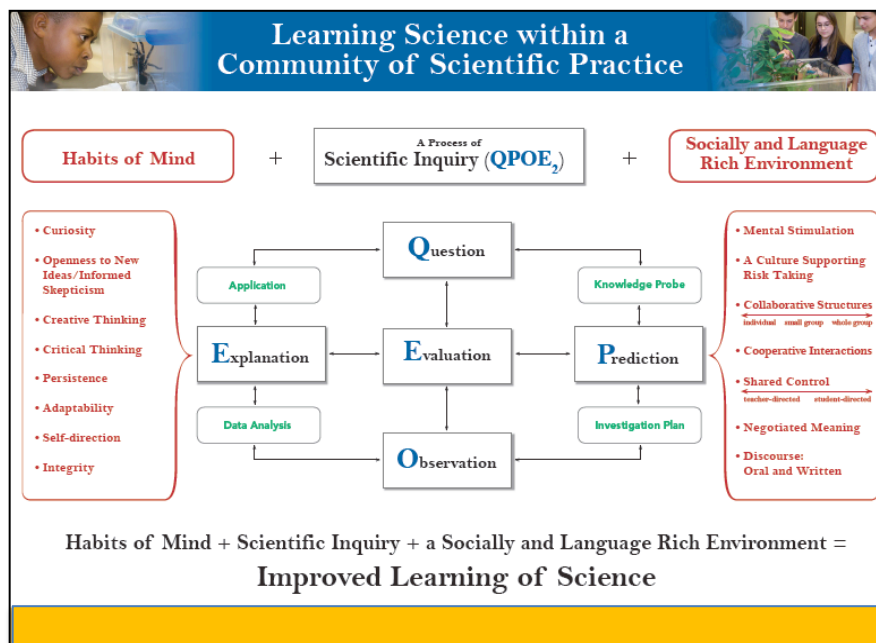 Learning Science within a
Community of Scientific Practice
Habits of Mind
+
A Process of
Scientific Inquiry (QPOE2)
+
Socially and Language
Rich Environment
• Curiosity
• Openness to New
Ideas/Informed
Skepticism
• Creative Thinking
• Critical Thinking
• Persistence
• Adaptability
• Self-direction
• Integrity
Question
Application
Knowledge Probe
Explanation
Evaluation
Prediction
Data Analysis
Investigation Plan
Observation
• Mental Stimulation
• A Culture Supporting
Risk Taking
• Collaborative Structures
individual small group whole group
• Cooperative Interactions
• Shared Control
teacher-directed student-directed
• Negotiated Meaning
• Discourse:
Oral and Written
Habits of Mind + Scientific Inquiry + a Socially and Language Rich Environment =
Improved Learning of Science